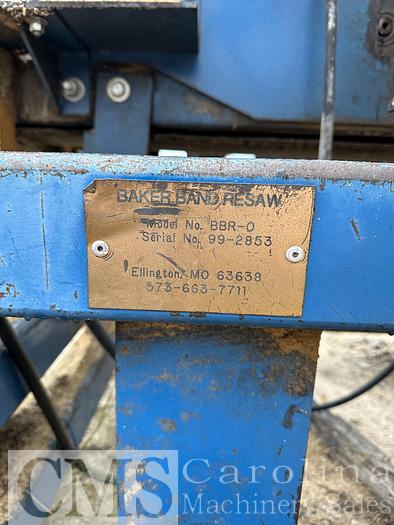 BAKER BAND RESAW
Model No. BBR-O
Serial No. 99-2853
Ellington, MO 63638
573-663-7711
CMS Carolina
Machinery Sales